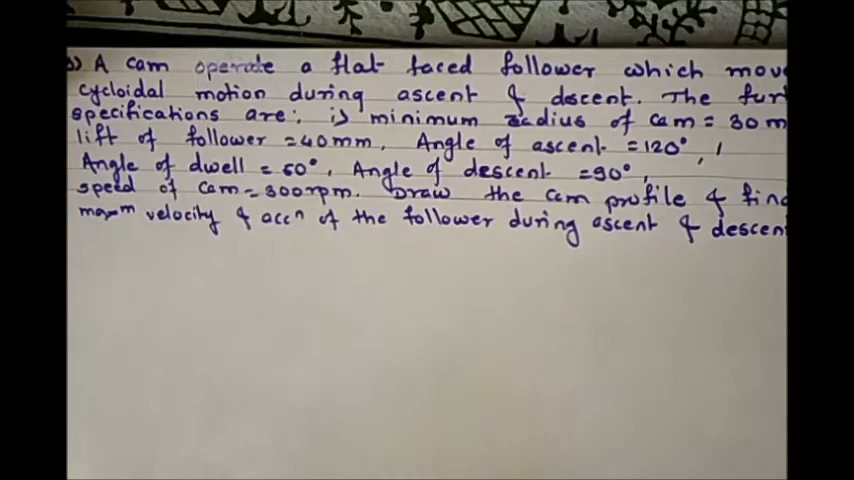 A cam operate a flat faced follower which move
cycloidal motion during ascent & descent. The fur
specifications are: is minimum radius of cam = 30 m
lift of follower = 40mm, Angle of ascent = 120°,
Angle of dwell = 60°, Angle of descent = 90°,
speed of cam = 300rpm. Draw the cam profile & find
max^m velocity & acc^n of the follower during ascent & descen